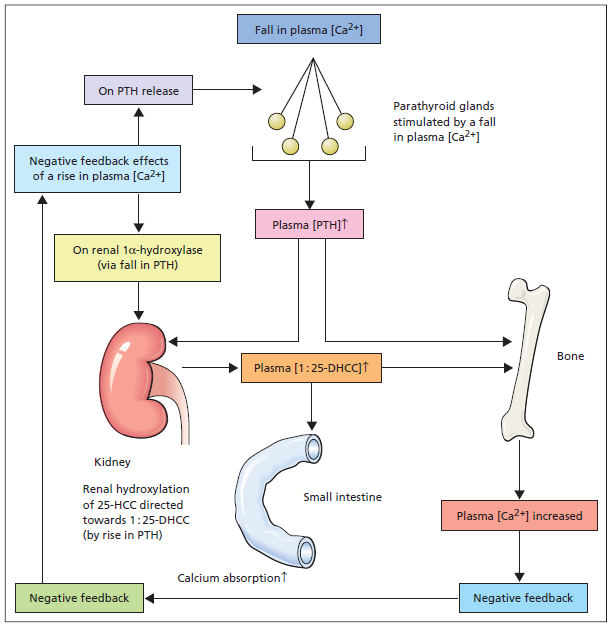 Fall in plasma [Ca²⁺]
On PTH release
Parathyroid glands
stimulated by a fall
in plasma [Ca²⁺]
Negative feedback effects
of a rise in plasma [Ca²⁺]
Plasma [PTH]↑
On renal 1α-hydroxylase
(via fall in PTH)
Bone
Plasma [1:25-DHCC]↑
Kidney
Renal hydroxylation
of 25-HCC directed
towards 1:25-DHCC
(by rise in PTH)
Small intestine
Plasma [Ca²⁺] increased
Calcium absorption↑
Negative feedback
Negative feedback